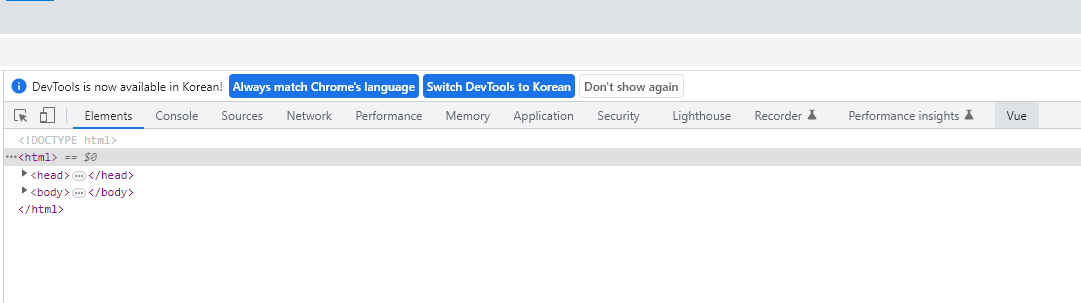 DevTools is now available in Korean! Always match Chrome's language Switch DevTools to Korean Don't show again
Elements Console Sources Network Performance Memory Application Security Lighthouse Recorder Performance insights Vue
<!DOCTYPE html>
···<html> == $0
<head>···</head>
<body>···</body>
</html>